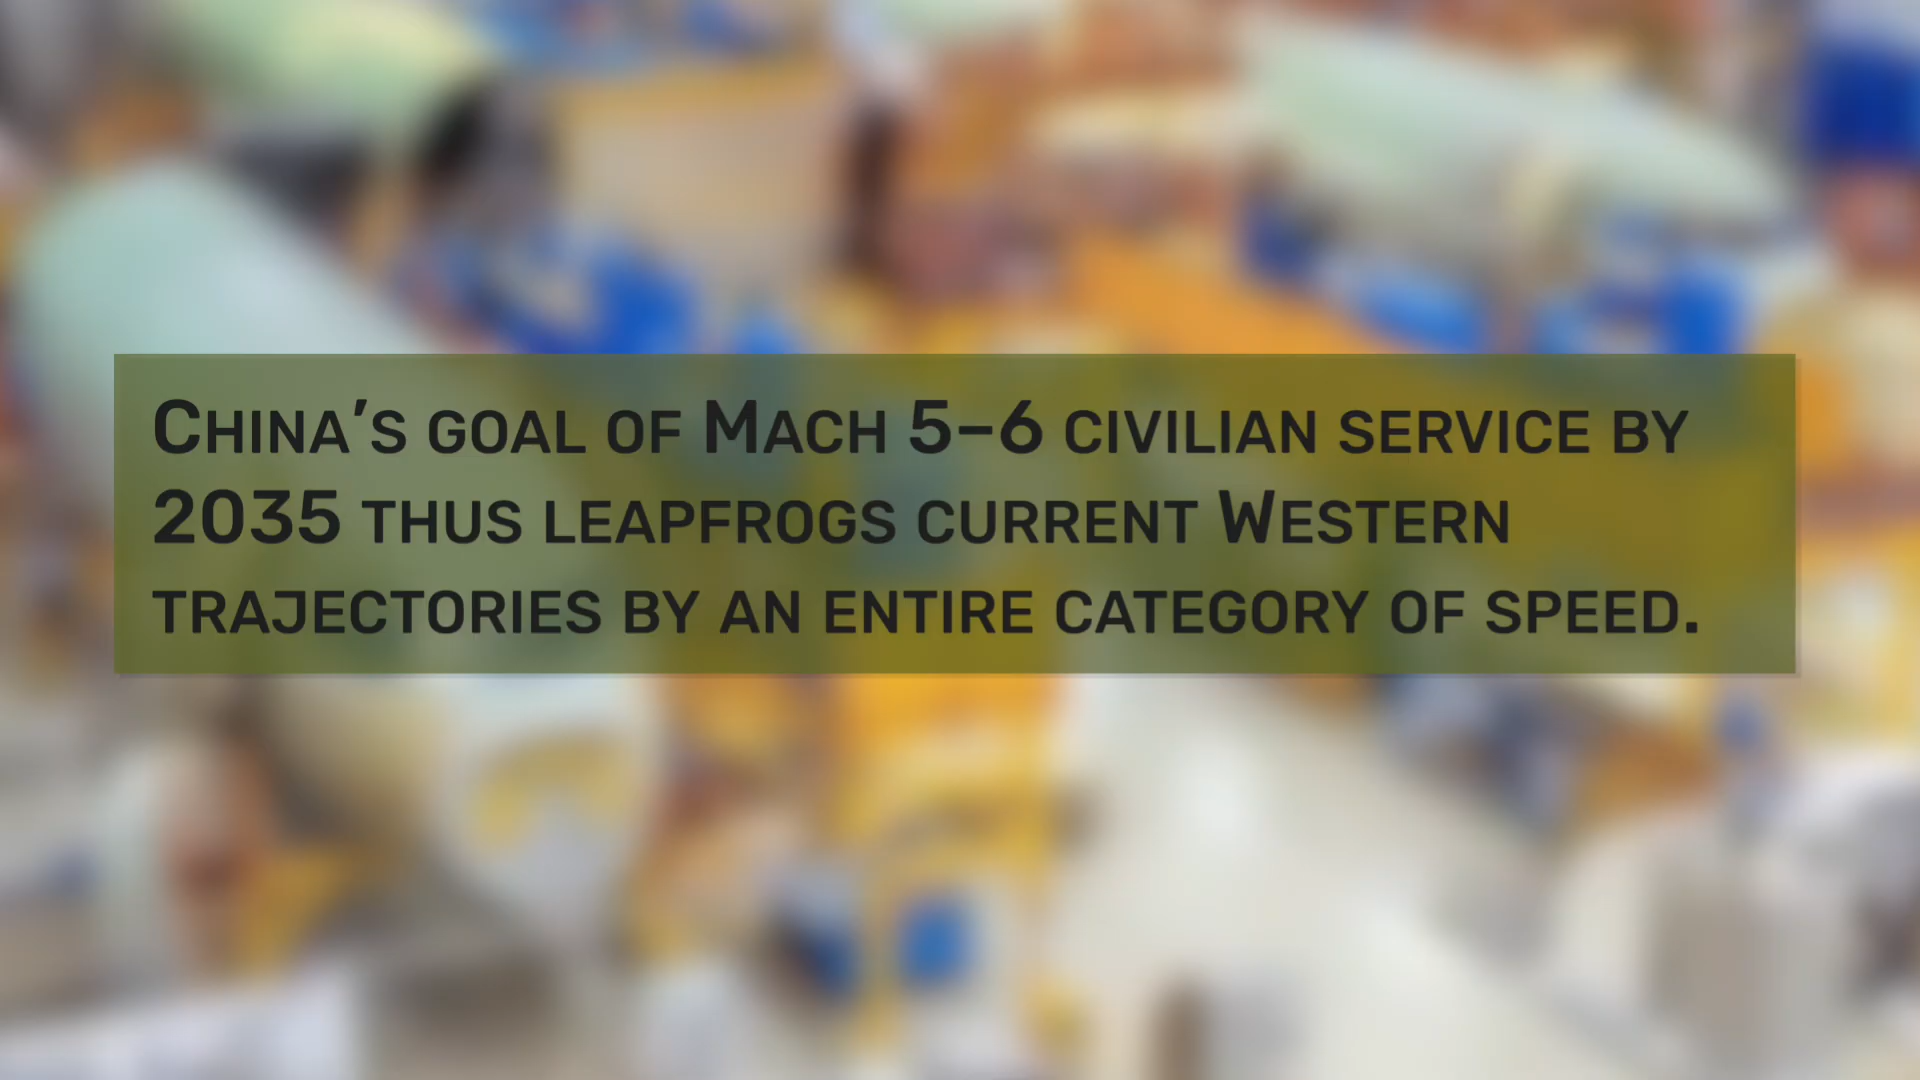 China's goal of Mach 5–6 civilian service by
2035 thus leapfrogs current Western
trajectories by an entire category of speed.